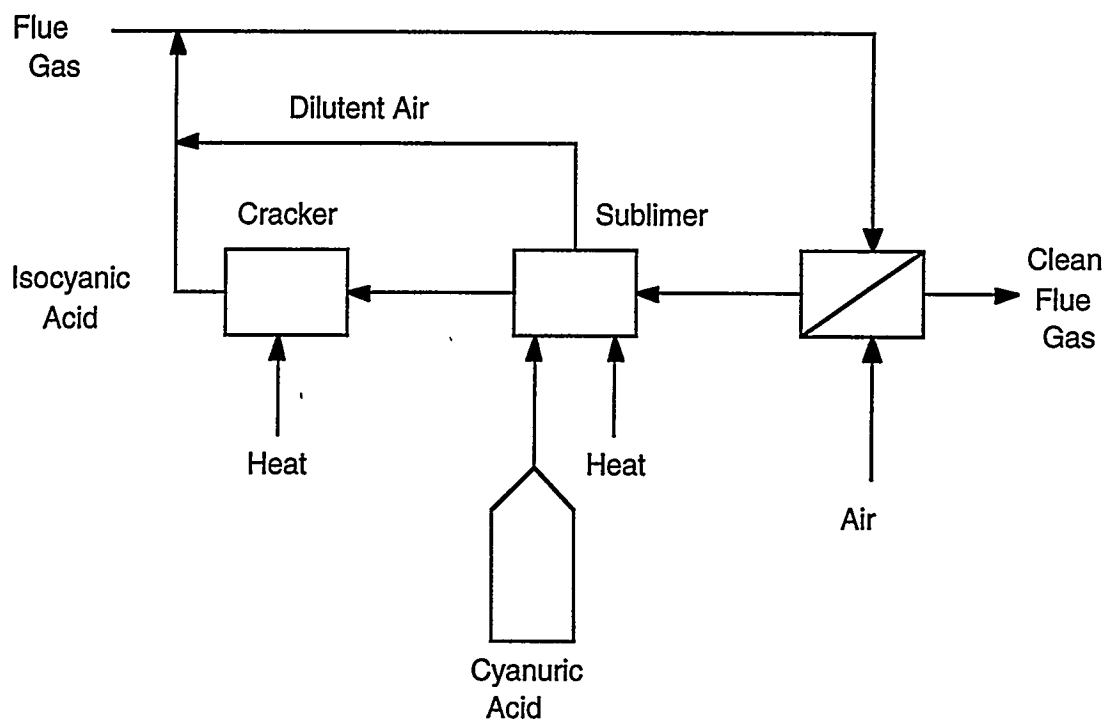 Flue
Gas
Dilutent Air
Cracker
Sublimer
Isocyanic
Acid
Clean
Flue
Gas
Heat
Heat
Air
Cyanuric
Acid